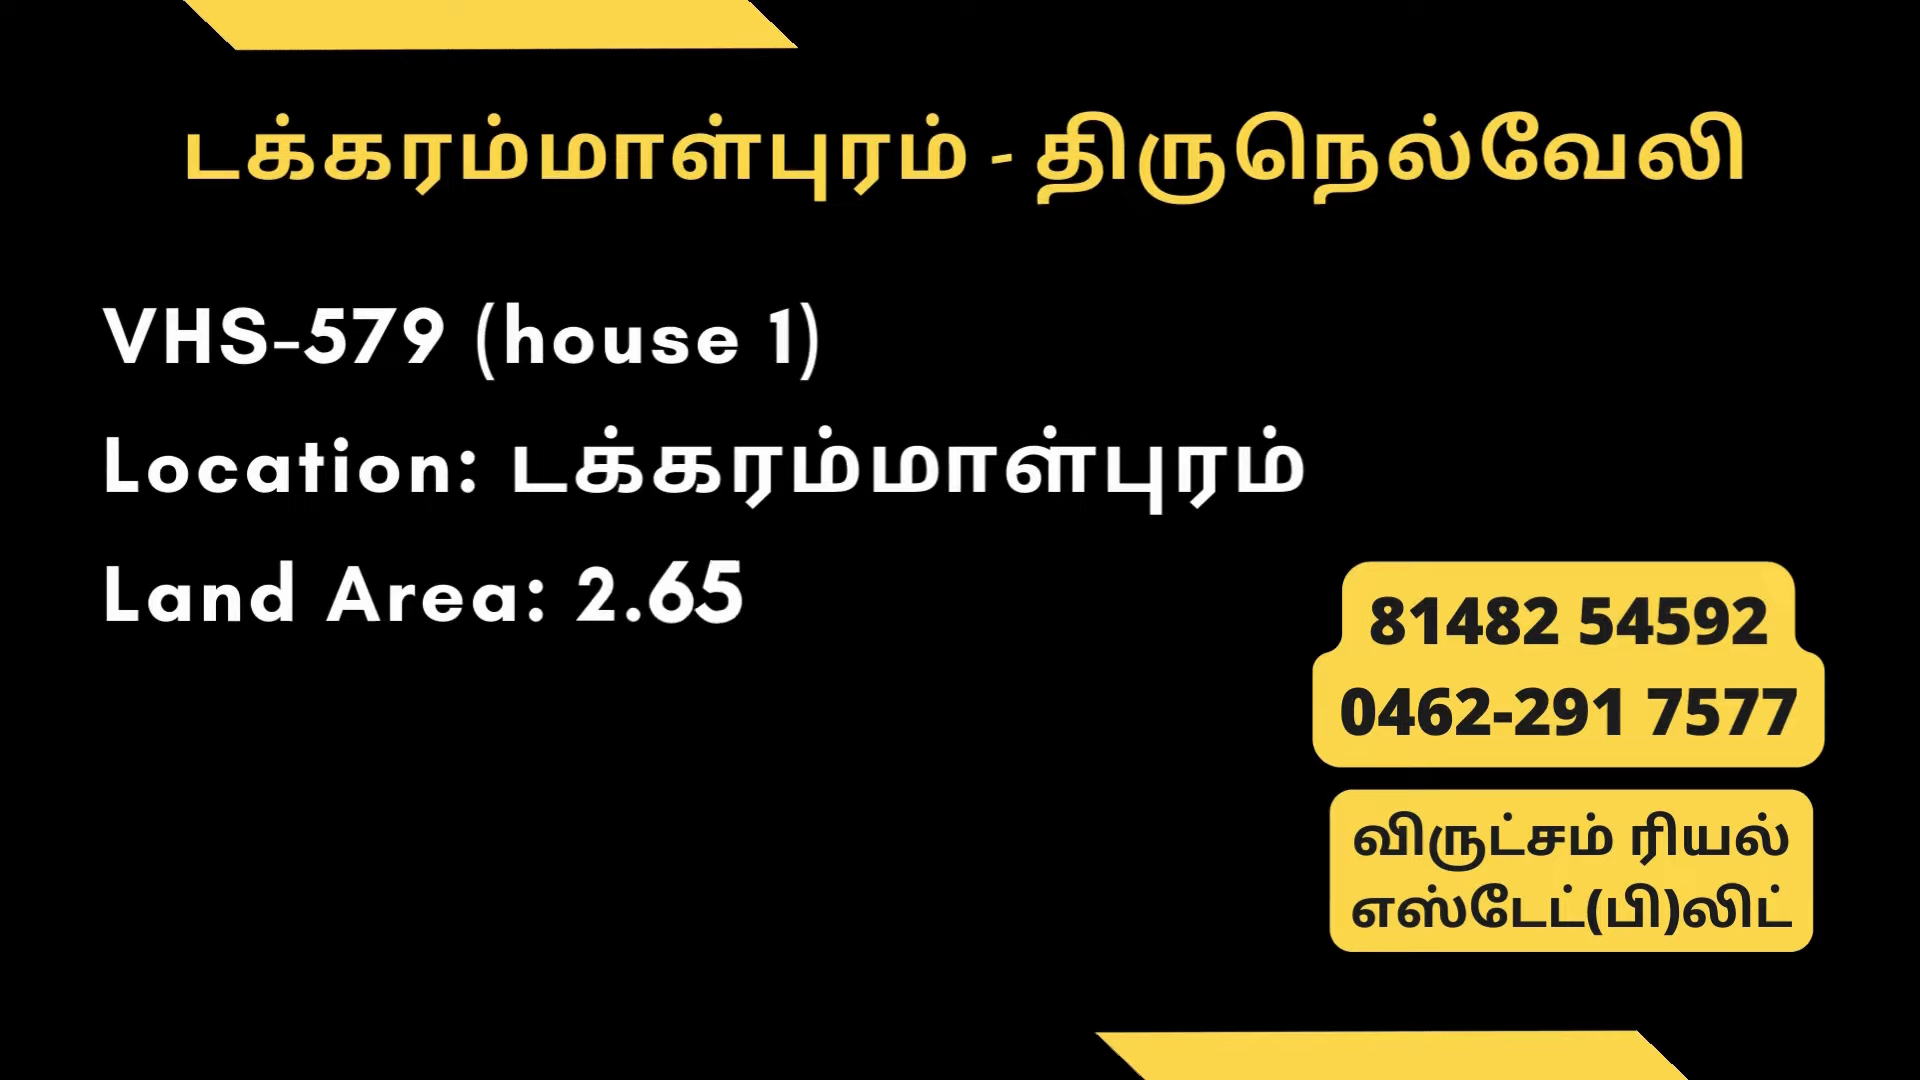 டக்கரம்மாள்புரம் - திருநெல்வேலி
VHS-579 (house 1)
Location: டக்கரம்மாள்புரம்
Land Area: 2.65
81482 54592
0462-291 7577
விருட்சம் ரியல்
எஸ்டேட்(பி)லிட்